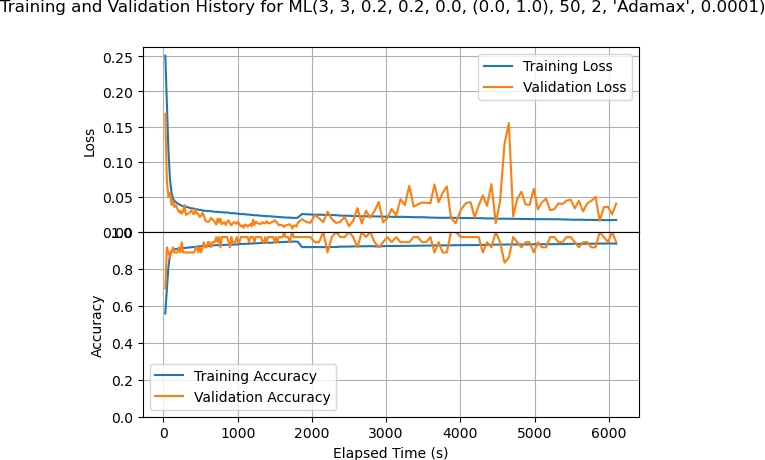 Training and Validation History for ML(3, 3, 0.2, 0.2, 0.0, (0.0, 1.0), 50, 2, 'Adamax', 0.0001)
0.25
0.20
0.15
0.10
0.05
0.00
Loss
Training Loss
Validation Loss
1.0
0.8
0.6
0.4
0.2
0.0
Accuracy
Training Accuracy
Validation Accuracy
0 1000 2000 3000 4000 5000 6000
Elapsed Time (s)